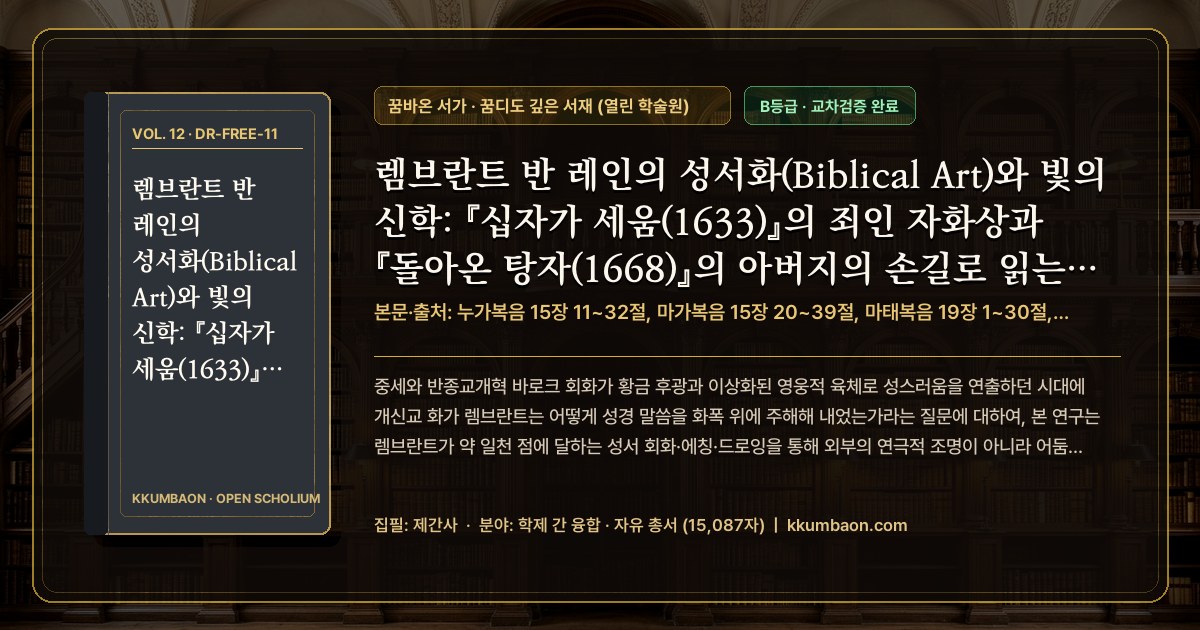 VOL. 12 · DR-FREE-11
렘브란트 반
레인의
성서화(Biblical
Art)와 빛의
신학: 『십자가
세움(1633)』…
KKUMBAON · OPEN SCHOLIUM
꿈바온 서가 · 꿈디도 깊은 서재 (열린 학술원)
B등급 · 교차검증 완료
렘브란트 반 레인의 성서화(Biblical Art)와 빛의
신학: 『십자가 세움(1633)』의 죄인 자화상과
『돌아온 탕자(1668)』의 아버지의 손길로 읽는…
본문·출처: 누가복음 15장 11~32절, 마가복음 15장 20~39절, 마태복음 19장 1~30절,...
중세와 반종교개혁 바로크 회화가 황금 후광과 이상화된 영웅적 육체로 성스러움을 연출하던 시대에
개신교 화가 렘브란트는 어떻게 성경 말씀을 화폭 위에 주해해 내었는가라는 질문에 대하여, 본 연구는
렘브란트가 약 일천 점에 달하는 성서 회화·에칭·드로잉을 통해 외부의 연극적 조명이 아니라 어둠...
집필: 제간사 · 분야: 학제 간 융합 · 자유 총서 (15,087자) | kkumbaon.com